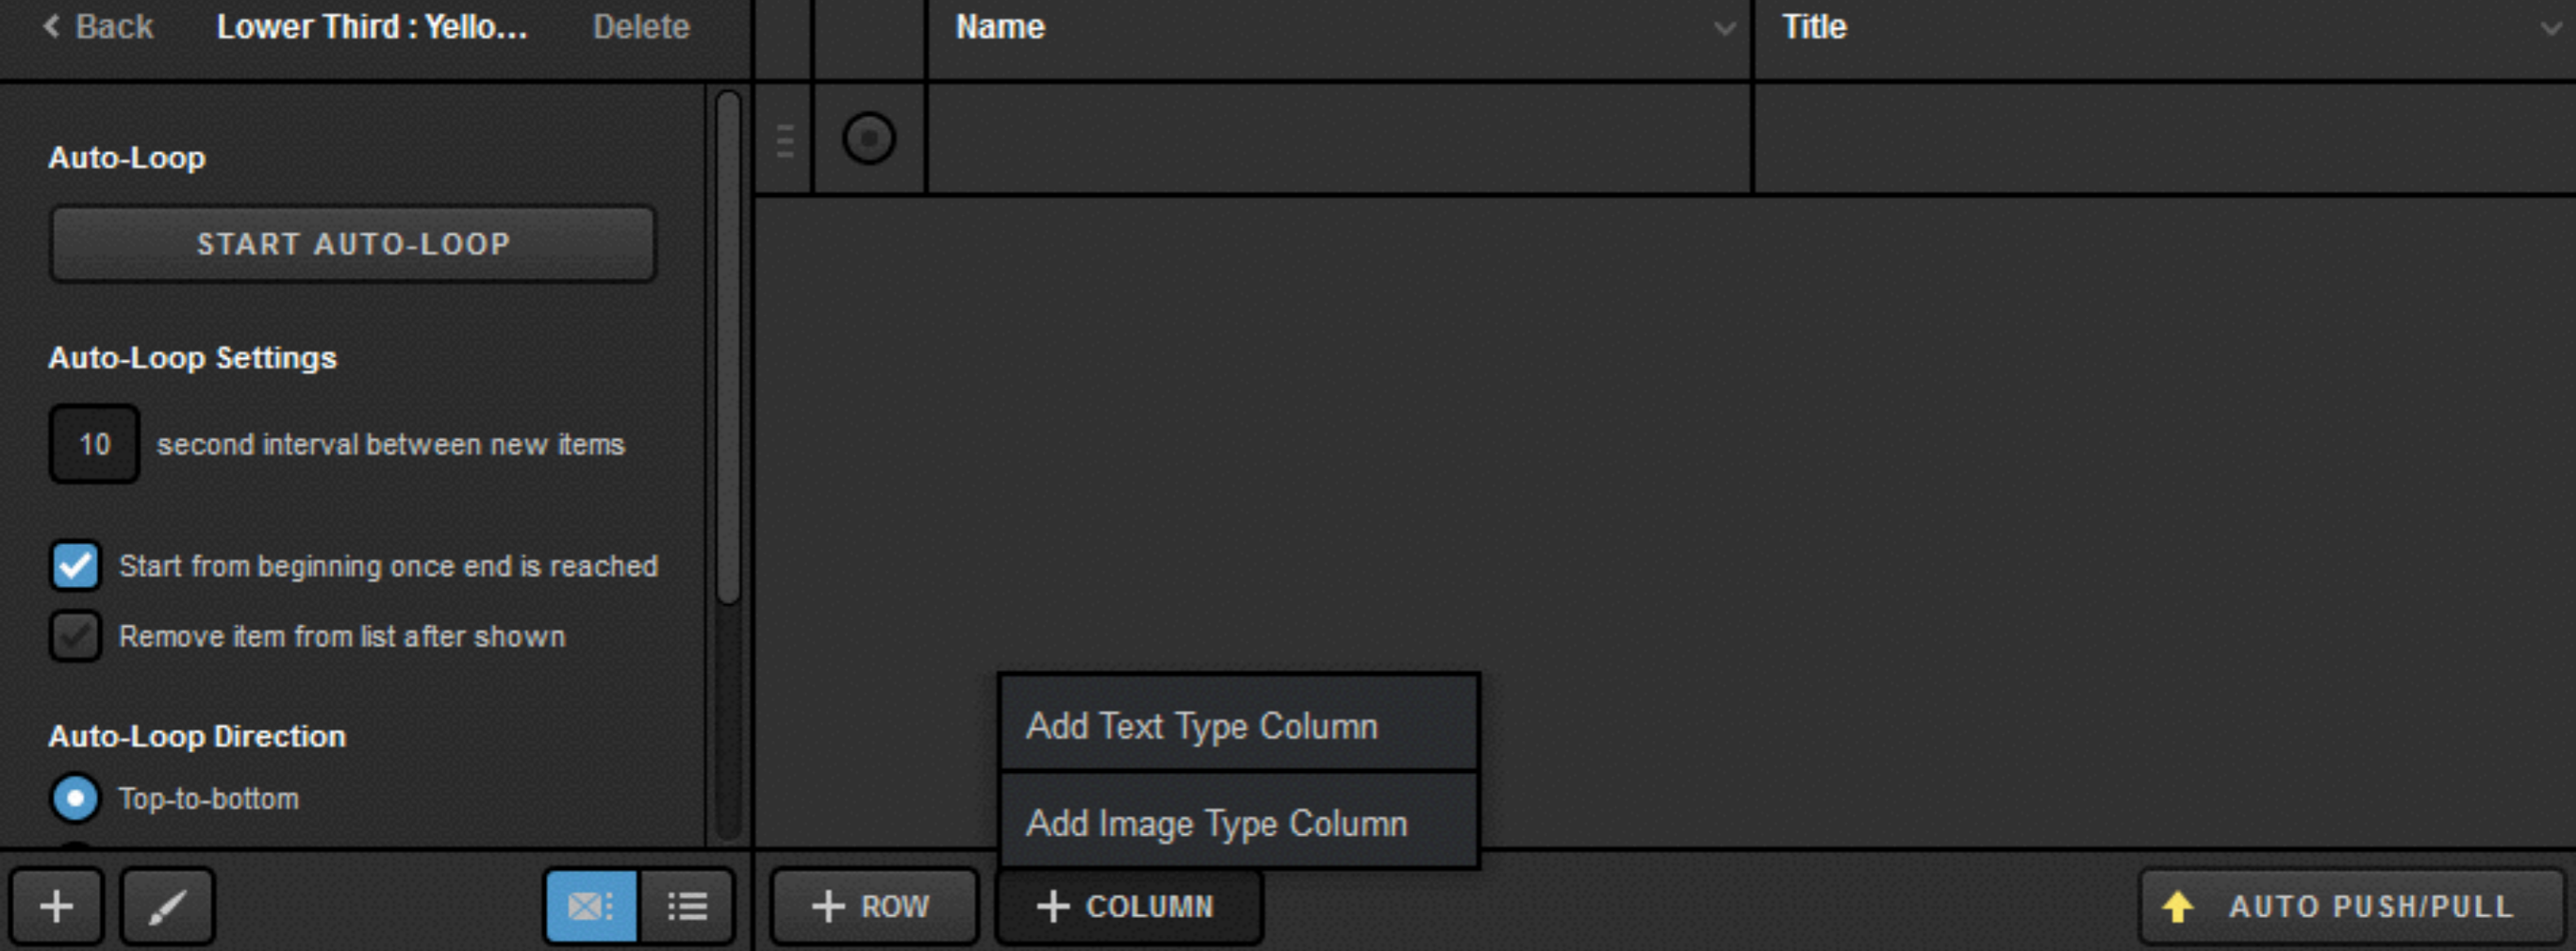 Back
Lower Third : Yello...
Delete
Name
Title
Auto-Loop
START AUTO-LOOP
Auto-Loop Settings
10 second interval between new items
Start from beginning once end is reached
Remove item from list after shown
Auto-Loop Direction
Top-to-bottom
Add Text Type Column
Add Image Type Column
ROW
COLUMN
AUTO PUSH/PULL